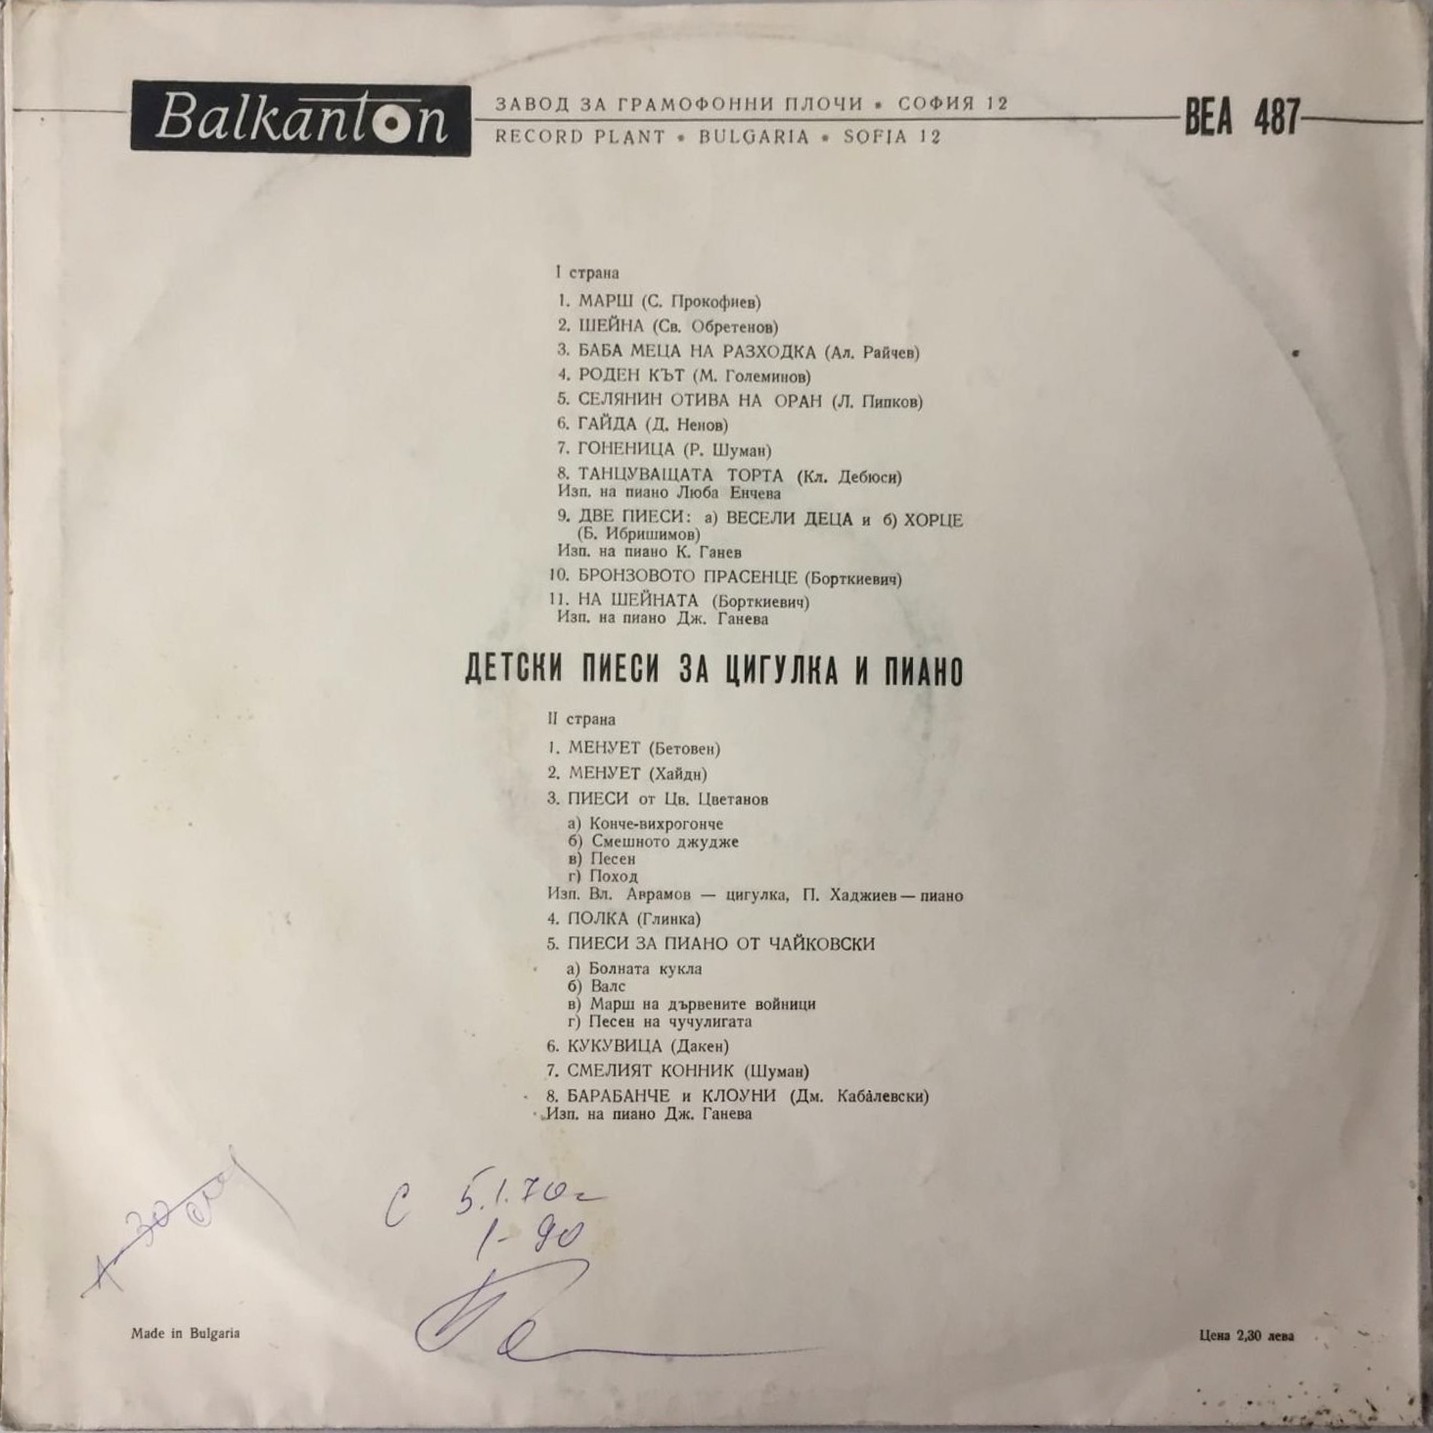 Balkanton
ЗАВОД ЗА ГРАМОФОННИ ПЛОЧИ • СОФИЯ 12
RECORD PLANT • BULGARIA • SOFIA 12
ВЕА 487
I страна
1. МАРШ (С. Прокофиев)
2. ШЕЙНА (Св. Обретенов)
3. БАБА МЕЦА НА РАЗХОДКА (Ал. Райчев)
4. РОДЕН КЪТ (М. Големинов)
5. СЕЛЯНИН ОТИВА НА ОРАН (Л. Пипков)
6. ГАЙДА (Д. Ненов)
7. ГОНЕНИЦА (Р. Шуман)
8. ТАНЦУВАЩАТА ТОРТА (Кл. Дебюси)
Изп. на пиано Люба Енчева
9. ДВЕ ПИЕСИ: а) ВЕСЕЛИ ДЕЦА и б) ХОРЦЕ
(Б. Ибришимов)
Изп. на пиано К. Ганев
10. БРОНЗОВОТО ПРАСЕНЦЕ (Борткиевич)
11. НА ШЕЙНАТА (Борткиевич)
Изп. на пиано Дж. Ганева
ДЕТСКИ ПИЕСИ ЗА ЦИГУЛКА И ПИАНО
II страна
1. МЕНУЕТ (Бетовен)
2. МЕНУЕТ (Хайдн)
3. ПИЕСИ от Цв. Цветанов
а) Конче-вихрогонче
б) Смешното джудже
в) Песен
г) Поход
Изп. Вл. Аврамов — цигулка, П. Хаджиев — пиано
4. ПОЛКА (Глинка)
5. ПИЕСИ ЗА ПИАНО ОТ ЧАЙКОВСКИ
а) Болната кукла
б) Валс
в) Марш на дървените войници
г) Песен на чучулигата
6. КУКУВИЦА (Дакен)
7. СМЕЛИЯТ КОННИК (Шуман)
8. БАРАБАНЧЕ и КЛОУНИ (Дм. Кабалевски)
Изп. на пиано Дж. Ганева
С 5.1.70г
1-90
Made in Bulgaria
Цена 2,30 лева